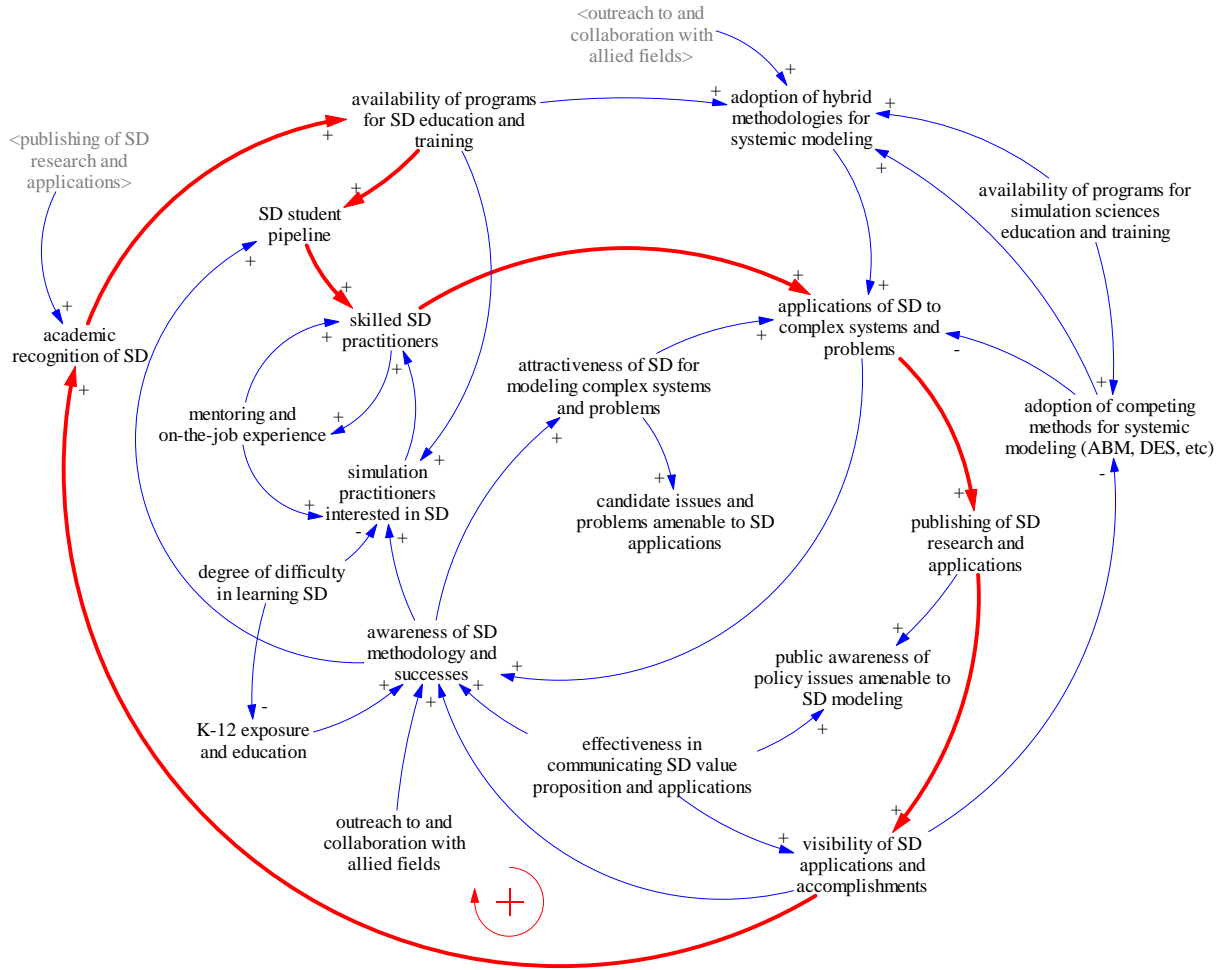 <outreach to and
collaboration with
allied fields>
availability of programs
for SD education and
training
adoption of hybrid
methodologies for
systemic modeling
<publishing of SD
research and
applications>
availability of programs for
simulation sciences
education and training
SD student
pipeline
academic
recognition of SD
skilled SD
practitioners
applications of SD to
complex systems and
problems
attractiveness of SD for
modeling complex systems
and problems
mentoring and
on-the-job experience
adoption of competing
methods for systemic
modeling (ABM, DES, etc)
simulation
practitioners
interested in SD
candidate issues and
problems amenable to SD
applications
publishing of SD
research and
applications
degree of difficulty
in learning SD
awareness of SD
methodology and
successes
public awareness of
policy issues amenable to
SD modeling
K-12 exposure
and education
effectiveness in
communicating SD value
proposition and applications
outreach to and
collaboration with
allied fields
visibility of SD
applications and
accomplishments